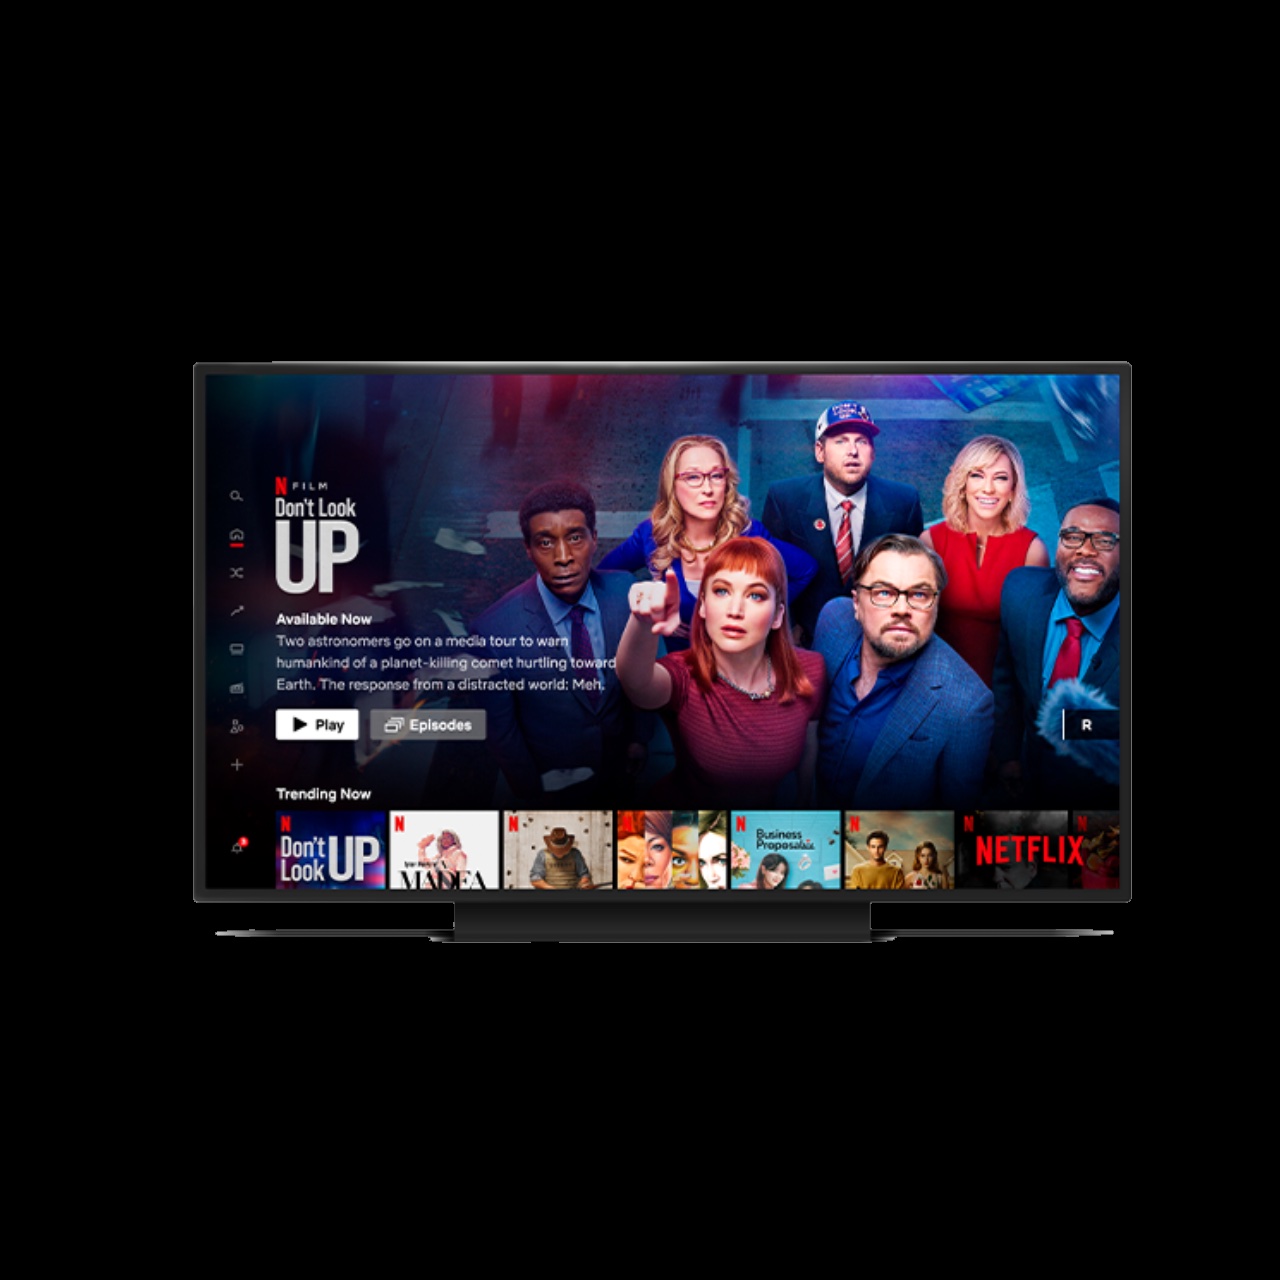 N FILM
Don't Look
UP
Available Now
Two astronomers go on a media tour to warn
humankind of a planet-killing comet hurtling toward
Earth. The response from a distracted world: Meh.
Play
Episodes
R
Trending Now
N
Don't
Look UP
N
MADEA
N
N
N
Business
Proposal
N
N
NETFLIX
N